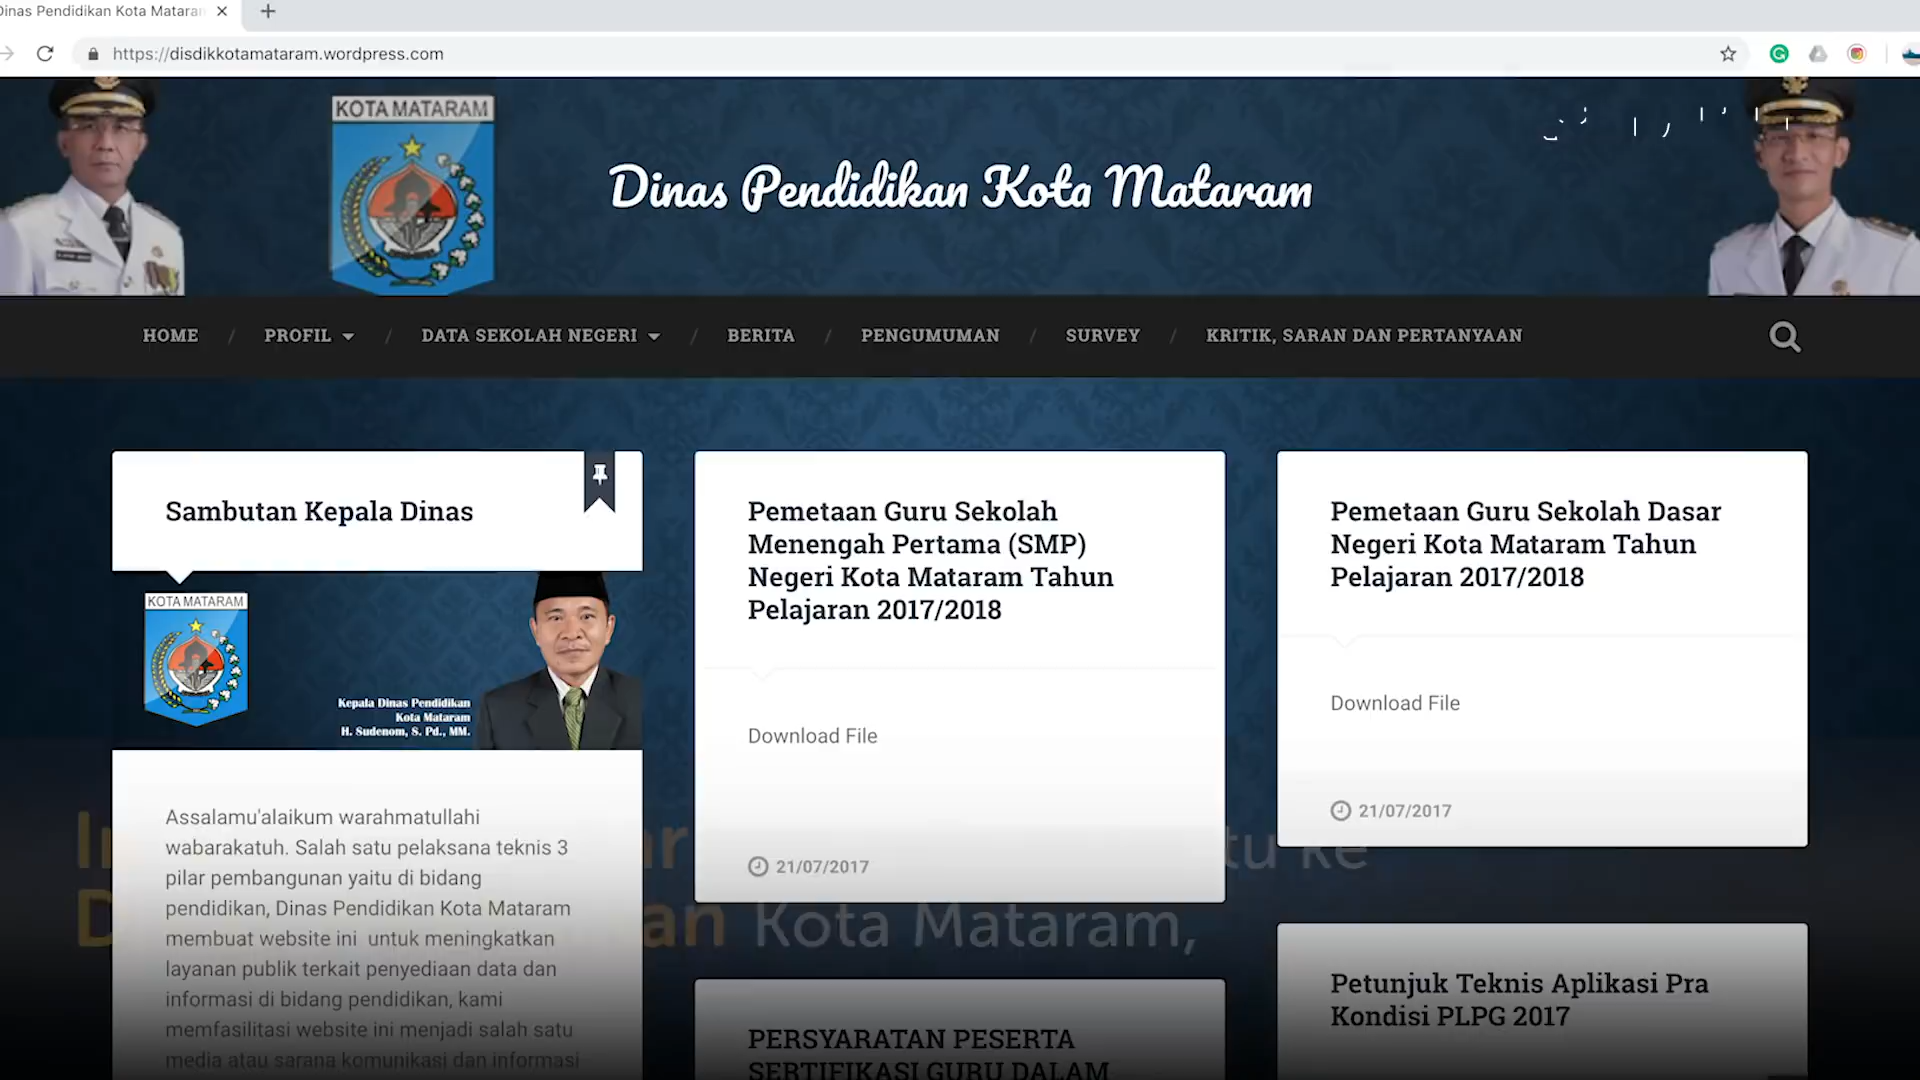 Dinas Pendidikan Kota Mataram
https://disdikkotamataram.wordpress.com
KOTA MATARAM
Dinas Pendidikan Kota Mataram
HOME / PROFIL / DATA SEKOLAH NEGERI / BERITA / PENGUMUMAN / SURVEY / KRITIK, SARAN DAN PERTANYAAN
Sambutan Kepala Dinas
KOTA MATARAM
Kepala Dinas Pendidikan
Kota Mataram
H. Sudenom, S. Pd., MM.
Assalamu'alaikum warahmatullahi
wabarakatuh. Salah satu pelaksana teknis 3
pilar pembangunan yaitu di bidang
pendidikan, Dinas Pendidikan Kota Mataram
membuat website ini untuk meningkatkan
layanan publik terkait penyediaan data dan
informasi di bidang pendidikan, kami
memfasilitasi website ini menjadi salah satu
media atau sarana komunikasi dan informasi
Pemetaan Guru Sekolah
Menengah Pertama (SMP)
Negeri Kota Mataram Tahun
Pelajaran 2017/2018
Download File
21/07/2017
PERSYARATAN PESERTA
SERTIFIKASI GURU DALAM
Pemetaan Guru Sekolah Dasar
Negeri Kota Mataram Tahun
Pelajaran 2017/2018
Download File
21/07/2017
Petunjuk Teknis Aplikasi Pra
Kondisi PLPG 2017
ke
Kota Mataram,